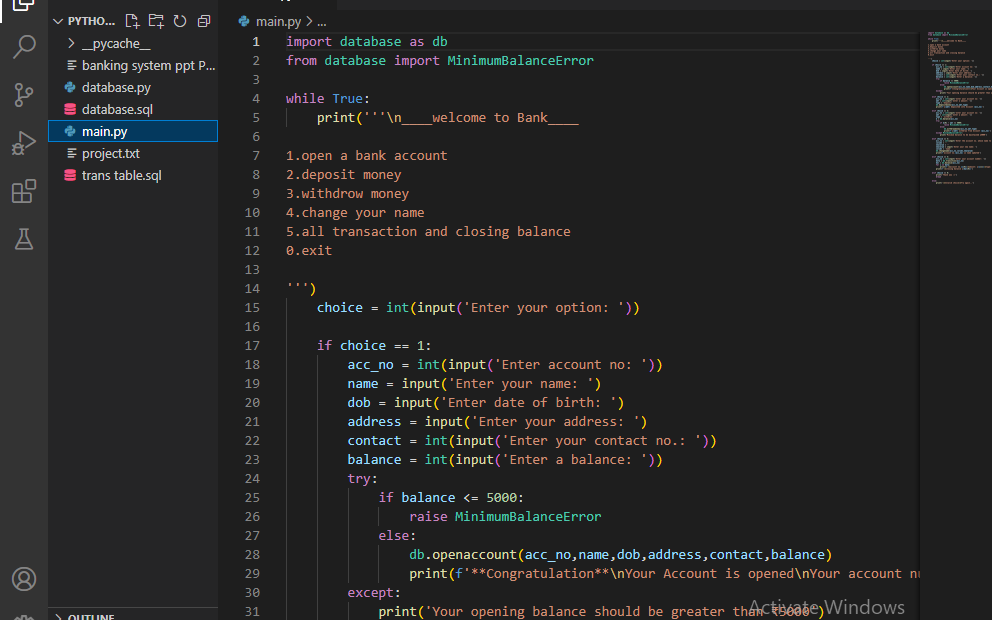 PYTHO...
__pycache__
banking system ppt P...
database.py
database.sql
main.py
project.txt
trans table.sql
OUTLINE
main.py > ...
1 import database as db
2 from database import MinimumBalanceError
3
4 while True:
5 print('''\n____welcome to Bank____
6
7 1.open a bank account
8 2.deposit money
9 3.withdrow money
10 4.change your name
11 5.all transaction and closing balance
12 0.exit
13
14 ''')
15 choice = int(input('Enter your option: '))
16
17 if choice == 1:
18 acc_no = int(input('Enter account no: '))
19 name = input('Enter your name: ')
20 dob = input('Enter date of birth: ')
21 address = input('Enter your address: ')
22 contact = int(input('Enter your contact no.: '))
23 balance = int(input('Enter a balance: '))
24 try:
25 if balance <= 5000:
26 raise MinimumBalanceError
27 else:
28 db.openaccount(acc_no,name,dob,address,contact,balance)
29 print(f'**Congratulation**\nYour Account is opened\nYour account nu
30 except:
31 print('Your opening balance should be greater than ₹5000')
Activate Windows